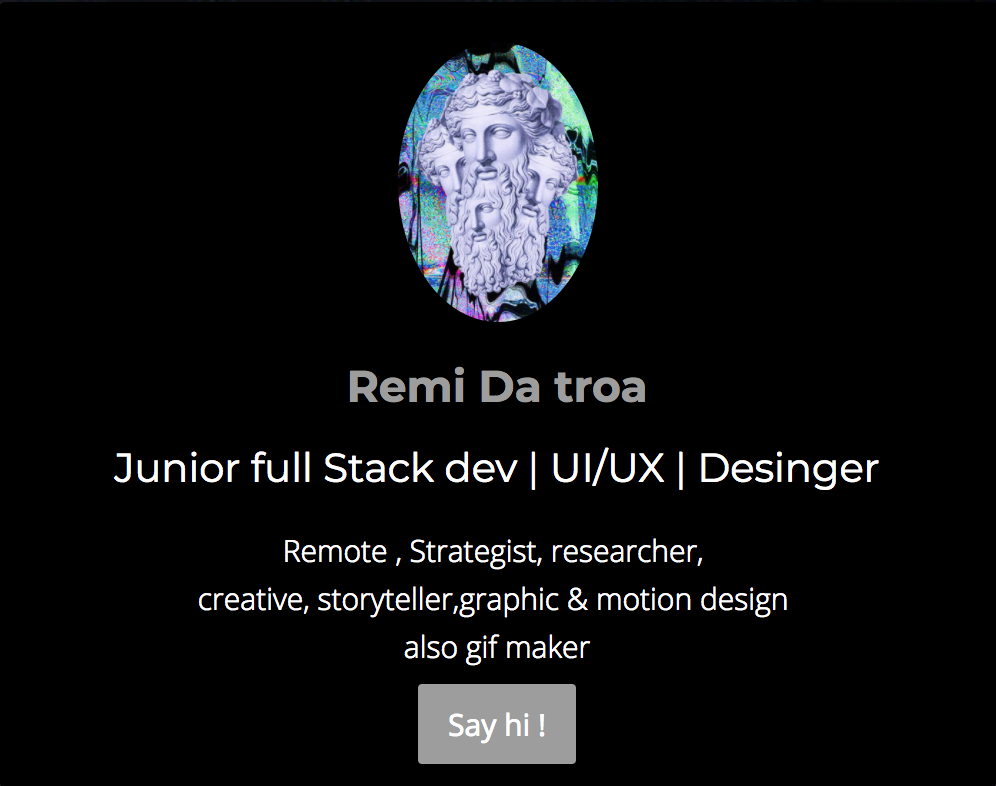 Remi Da troa
Junior full Stack dev | UI/UX | Desinger
Remote , Strategist, researcher,
creative, storyteller,graphic & motion design
also gif maker
Say hi !